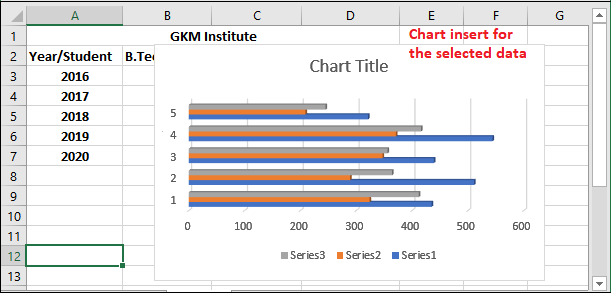 A B C D E F G
1 GKM Institute Chart insert for
the selected data
2 Year/Student B.Tec
Chart Title
3 2016
4 2017
5 2018
6 2019
7 2020
8
9
10
11
12
13
5
4
3
2
1
0 100 200 300 400 500 600
Series3 Series2 Series1